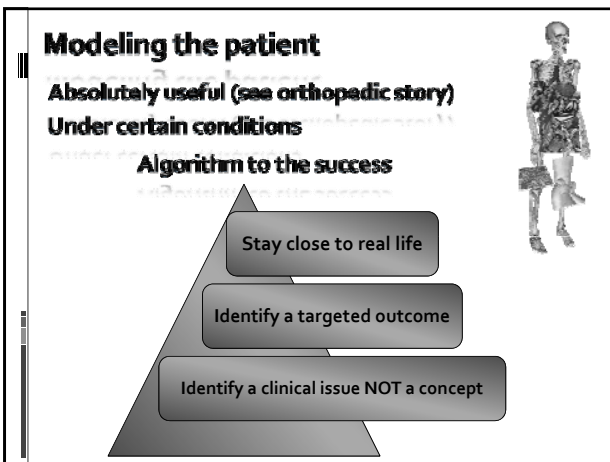 Modeling the patient
Absolutely useful (see orthopedic story)
Under certain conditions
Algorithm to the success
Stay close to real life
Identify a targeted outcome
Identify a clinical issue NOT a concept